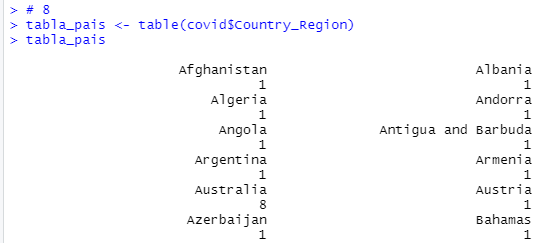 > # 8
> tabla_pais <- table(covid$Country_Region)
> tabla_pais
Afghanistan Albania
1 1
Algeria Andorra
1 1
Angola Antigua and Barbuda
1 1
Argentina Armenia
1 1
Australia Austria
8 1
Azerbaijan Bahamas
1 1